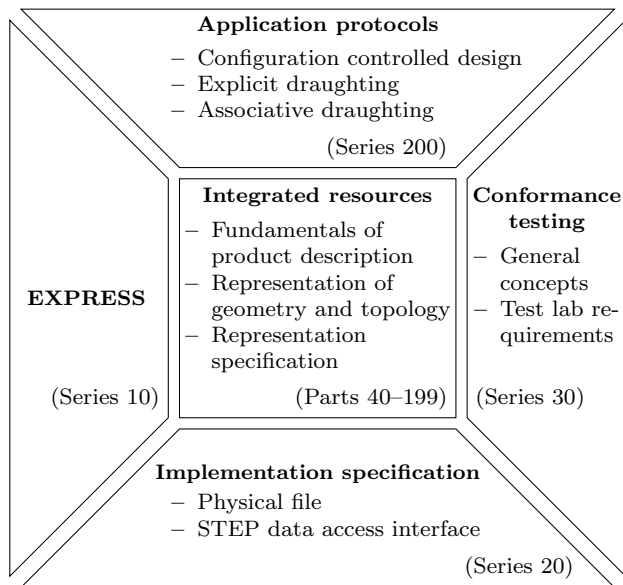 Application protocols
– Configuration controlled design
– Explicit draughting
– Associative draughting
(Series 200)
EXPRESS
(Series 10)
Integrated resources
– Fundamentals of
product description
– Representation of
geometry and topology
– Representation
specification
(Parts 40–199)
Conformance
testing
– General
concepts
– Test lab re-
quirements
(Series 30)
Implementation specification
– Physical file
– STEP data access interface
(Series 20)